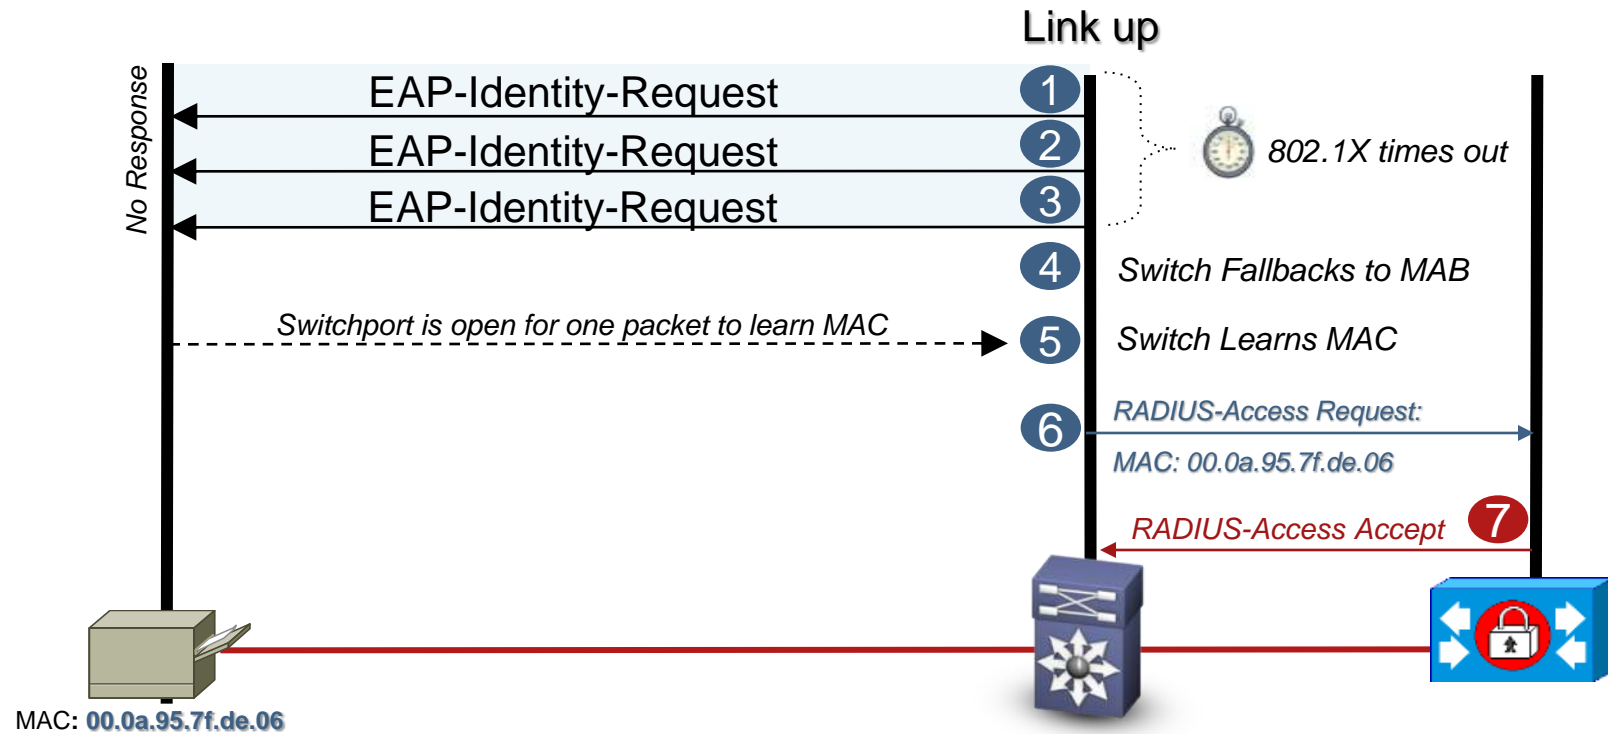 Link up
No Response
EAP-Identity-Request
1
EAP-Identity-Request
2
802.1X times out
EAP-Identity-Request
3
4
Switch Fallbacks to MAB
Switchport is open for one packet to learn MAC
5
Switch Learns MAC
6
RADIUS-Access Request:
MAC: 00.0a.95.7f.de.06
RADIUS-Access Accept
7
MAC: 00.0a.95.7f.de.06